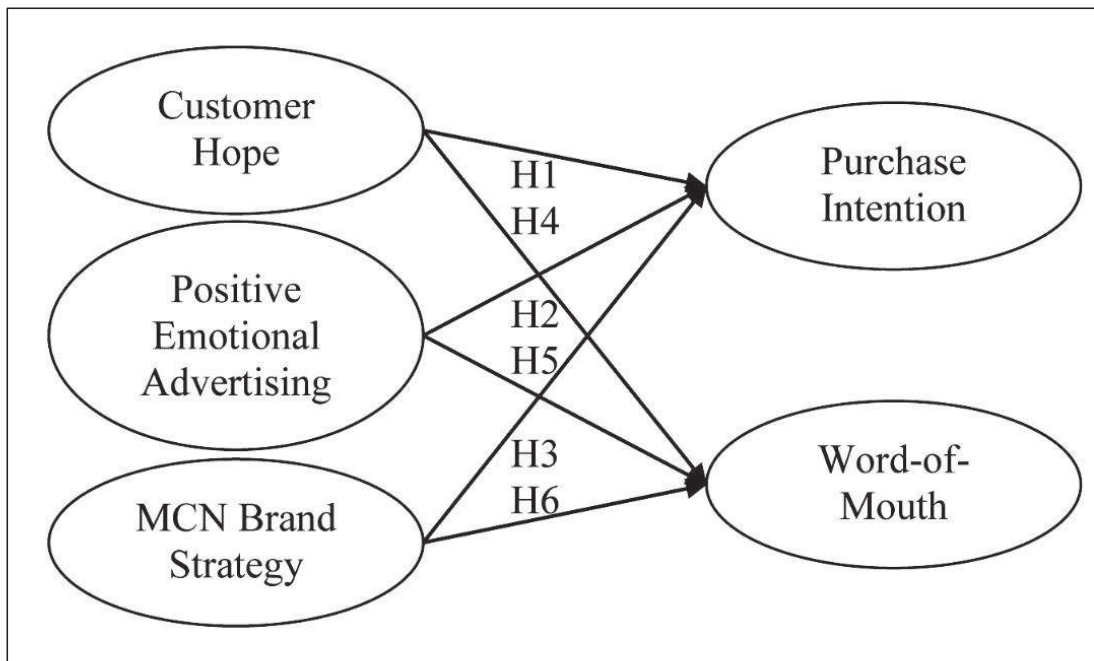 Customer
Hope
Positive
Emotional
Advertising
MCN Brand
Strategy
H1
H4
H2
H5
H3
H6
Purchase
Intention
Word-of-
Mouth